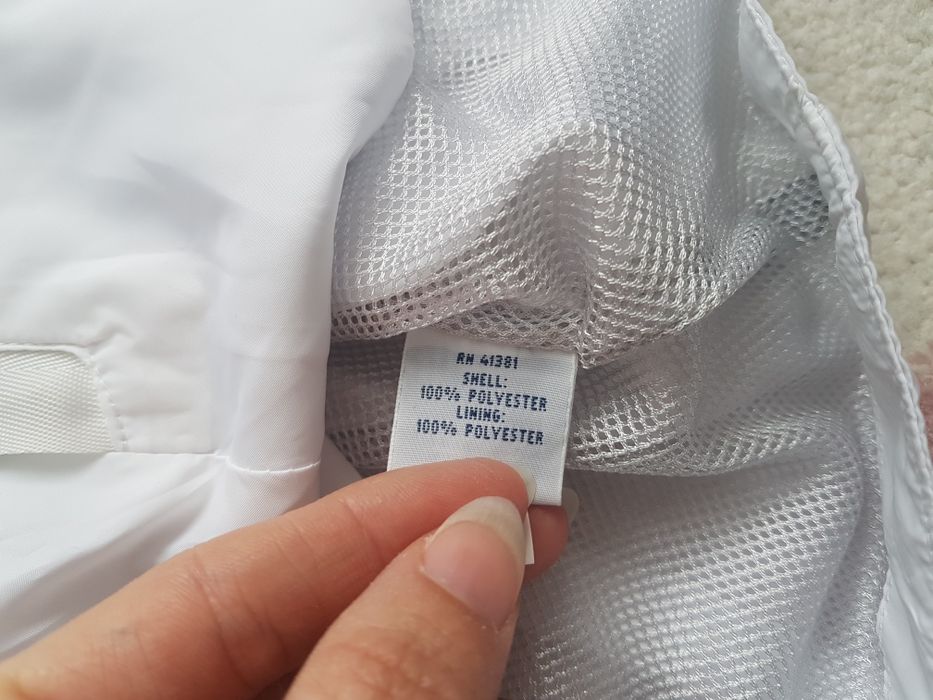 RN 41381
SHELL:
100% POLYESTER
LINING:
100% POLYESTER